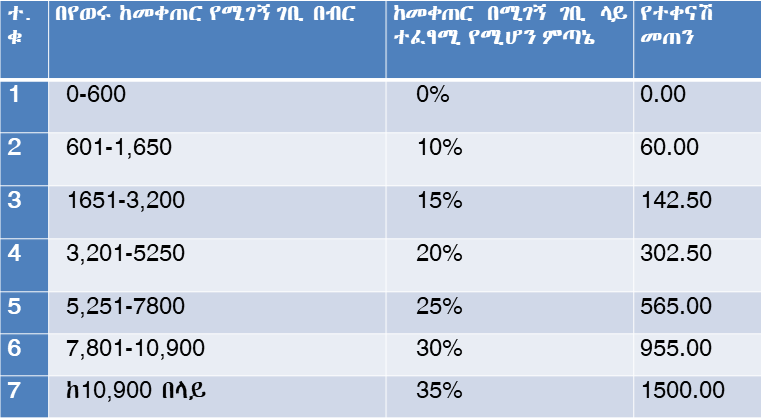 ተ. በየወሩ ከመቀጠር የሚገኝ ገቢ በብር ከመቀጠር በሚገኝ ገቢ ላይ የተቀናሽ
ቁ ተፈፃሚ የሚሆን ምጣኔ መጠን
1 0-600 0% 0.00
2 601-1,650 10% 60.00
3 1651-3,200 15% 142.50
4 3,201-5250 20% 302.50
5 5,251-7800 25% 565.00
6 7,801-10,900 30% 955.00
7 ከ10,900 በላይ 35% 1500.00